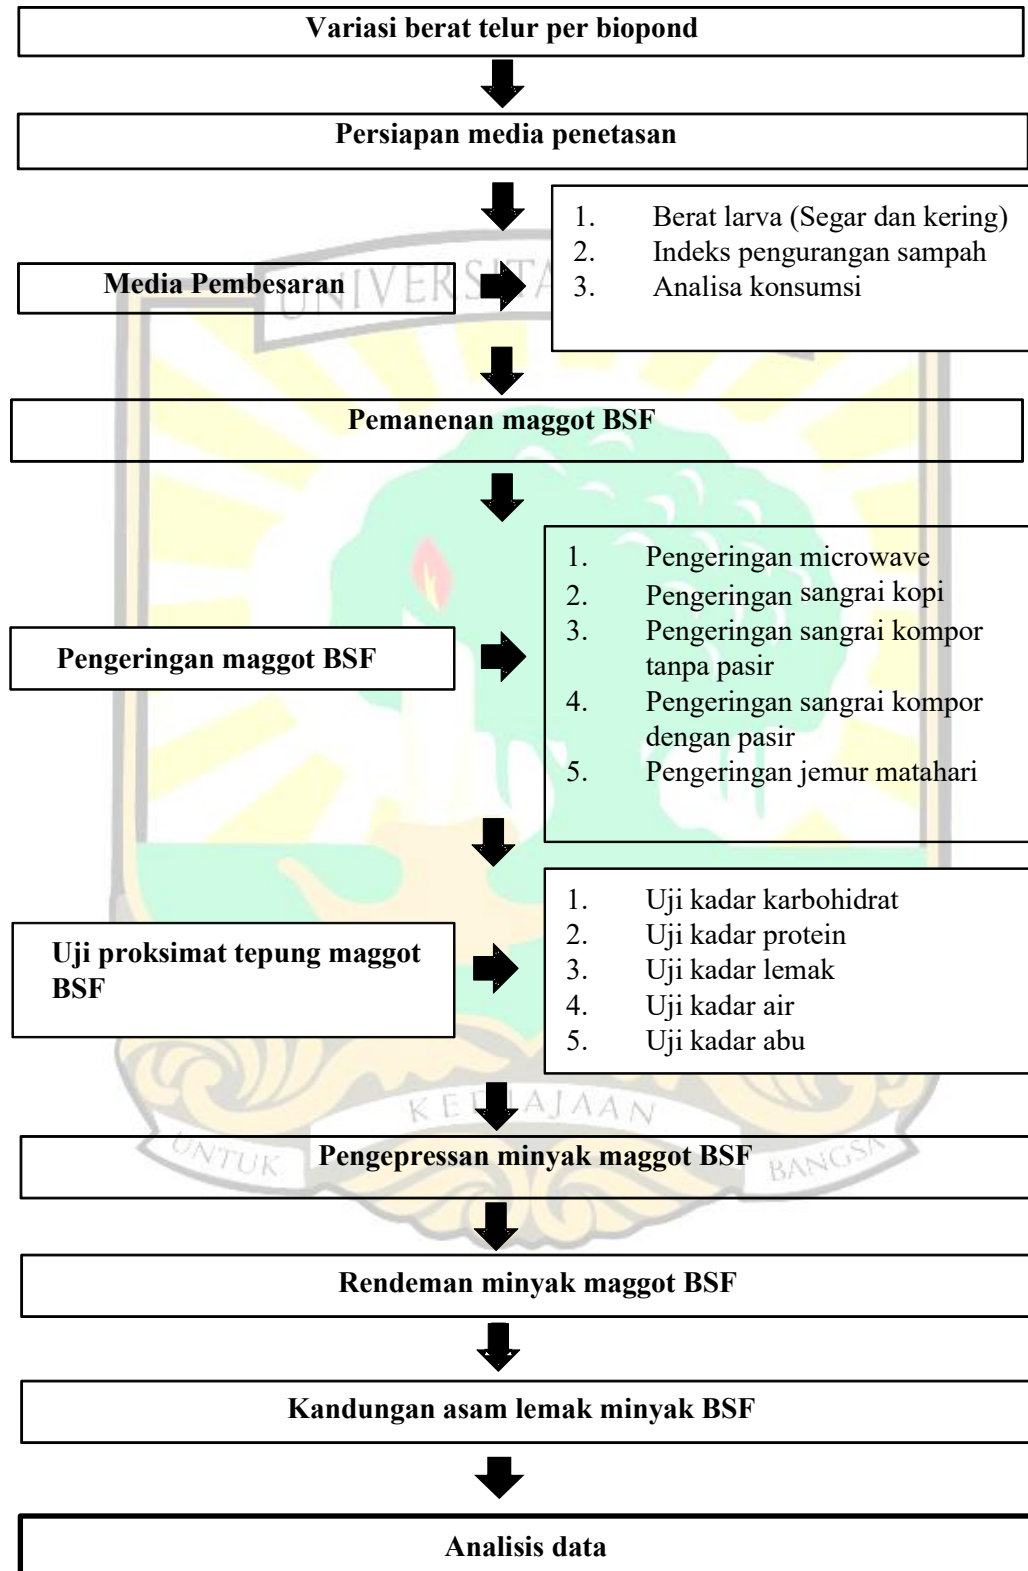 Variasi berat telur per biopond
Persiapan media penetasan
Media Pembesaran
1. Berat larva (Segar dan kering)
2. Indeks pengurangan sampah
3. Analisa konsumsi
UNIVERSITA
Pemanenan maggot BSF
Pengeringan maggot BSF
1. Pengeringan microwave
2. Pengeringan sangrai kopi
3. Pengeringan sangrai kompor
tanpa pasir
4. Pengeringan sangrai kompor
dengan pasir
5. Pengeringan jemur matahari
Uji proksimat tepung maggot
BSF
1. Uji kadar karbohidrat
2. Uji kadar protein
3. Uji kadar lemak
4. Uji kadar air
5. Uji kadar abu
UNTUK KEDJAJAAN BANGSA
Pengepressan minyak maggot BSF
Rendeman minyak maggot BSF
Kandungan asam lemak minyak BSF
Analisis data